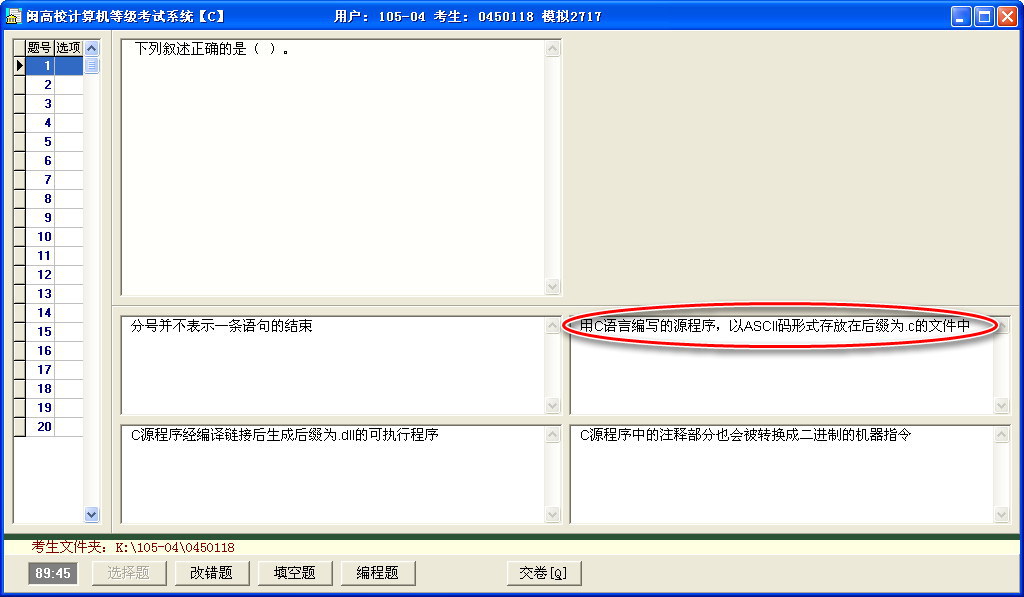 闽高校计算机等级考试系统【C】 用户: 105-04 考生: 0450118 模拟2717
题号 选项
1
2
3
4
5
6
7
8
9
10
11
12
13
14
15
16
17
18
19
20
下列叙述正确的是（ ）。
分号并不表示一条语句的结束
用C语言编写的源程序，以ASCII码形式存放在后缀为.c的文件中
C源程序经编译链接后生成后缀为.dll的可执行程序
C源程序中的注释部分也会被转换成二进制的机器指令
考生文件夹: K:\105-04\0450118
89:45 选择题 改错题 填空题 编程题 交卷[Q]